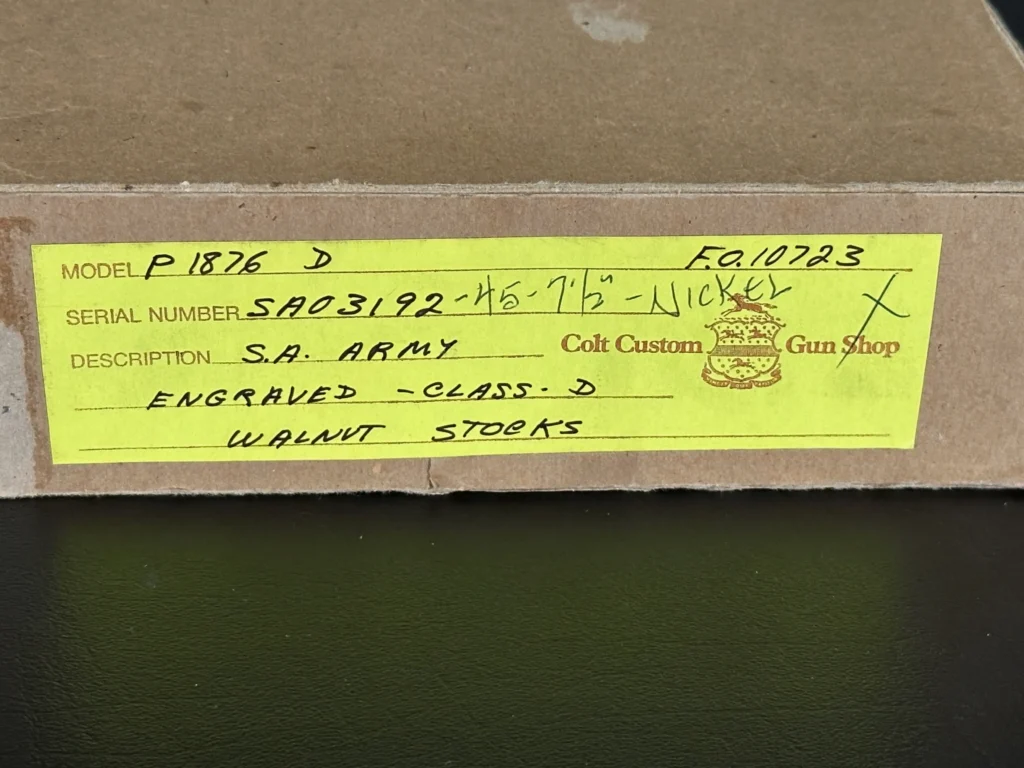 MODEL P 1876 D F.O.10723
SERIAL NUMBER SA03192 -45-7½" -NICKEL X
DESCRIPTION S.A. ARMY Colt Custom Gun Shop
ENGRAVED - CLASS - D
WALNUT STOCKS